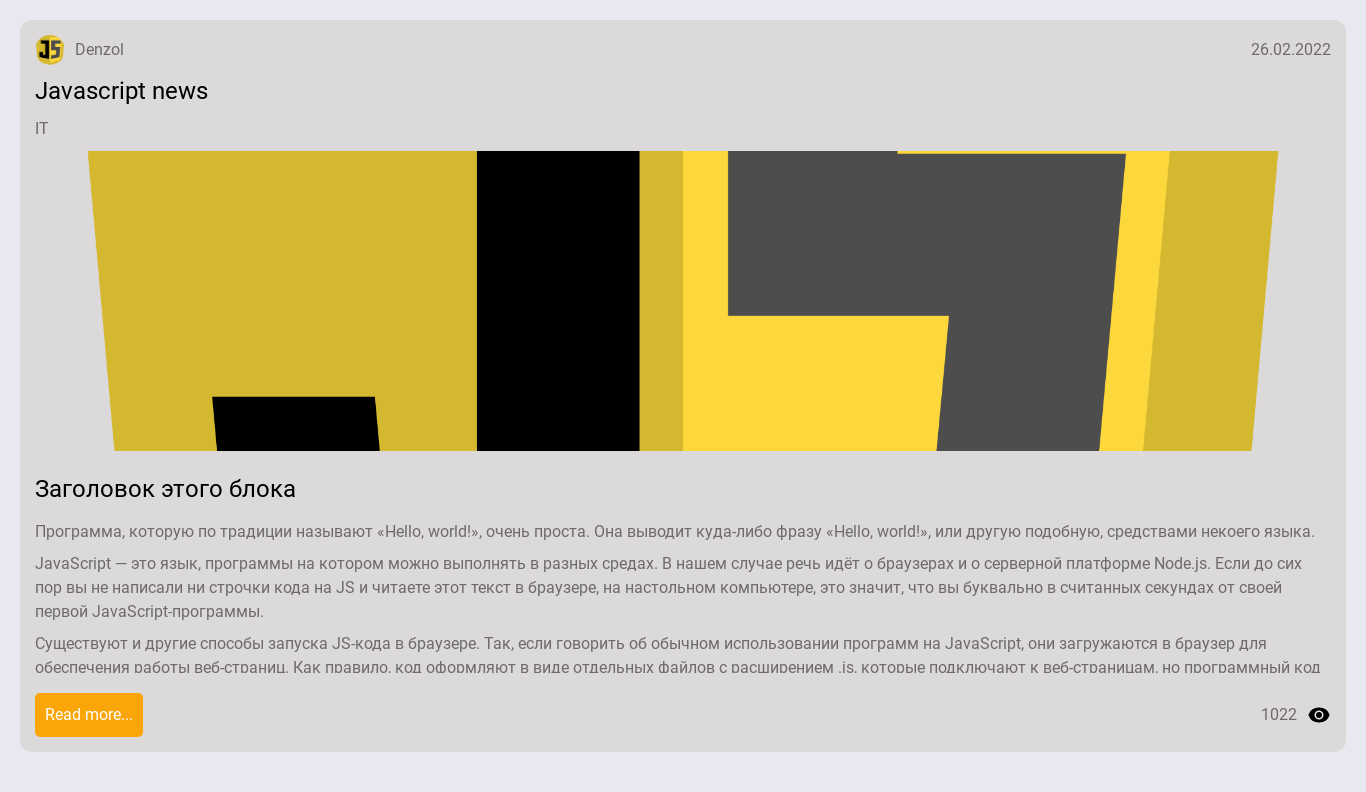 JS Denzol 26.02.2022
Javascript news
IT
Заголовок этого блока
Программа, которую по традиции называют «Hello, world!», очень проста. Она выводит куда-либо фразу «Hello, world!», или другую подобную, средствами некоего языка.
JavaScript — это язык, программы на котором можно выполнять в разных средах. В нашем случае речь идёт о браузерах и о серверной платформе Node.js. Если до сих
пор вы не написали ни строчки кода на JS и читаете этот текст в браузере, на настольном компьютере, это значит, что вы буквально в считанных секундах от своей
первой JavaScript-программы.
Существуют и другие способы запуска JS-кода в браузере. Так, если говорить об обычном использовании программ на JavaScript, они загружаются в браузер для
обеспечения работы веб-страниц. Как правило, код оформляют в виде отдельных файлов с расширением .js, которые подключают к веб-страницам, но программный код
Read more... 1022